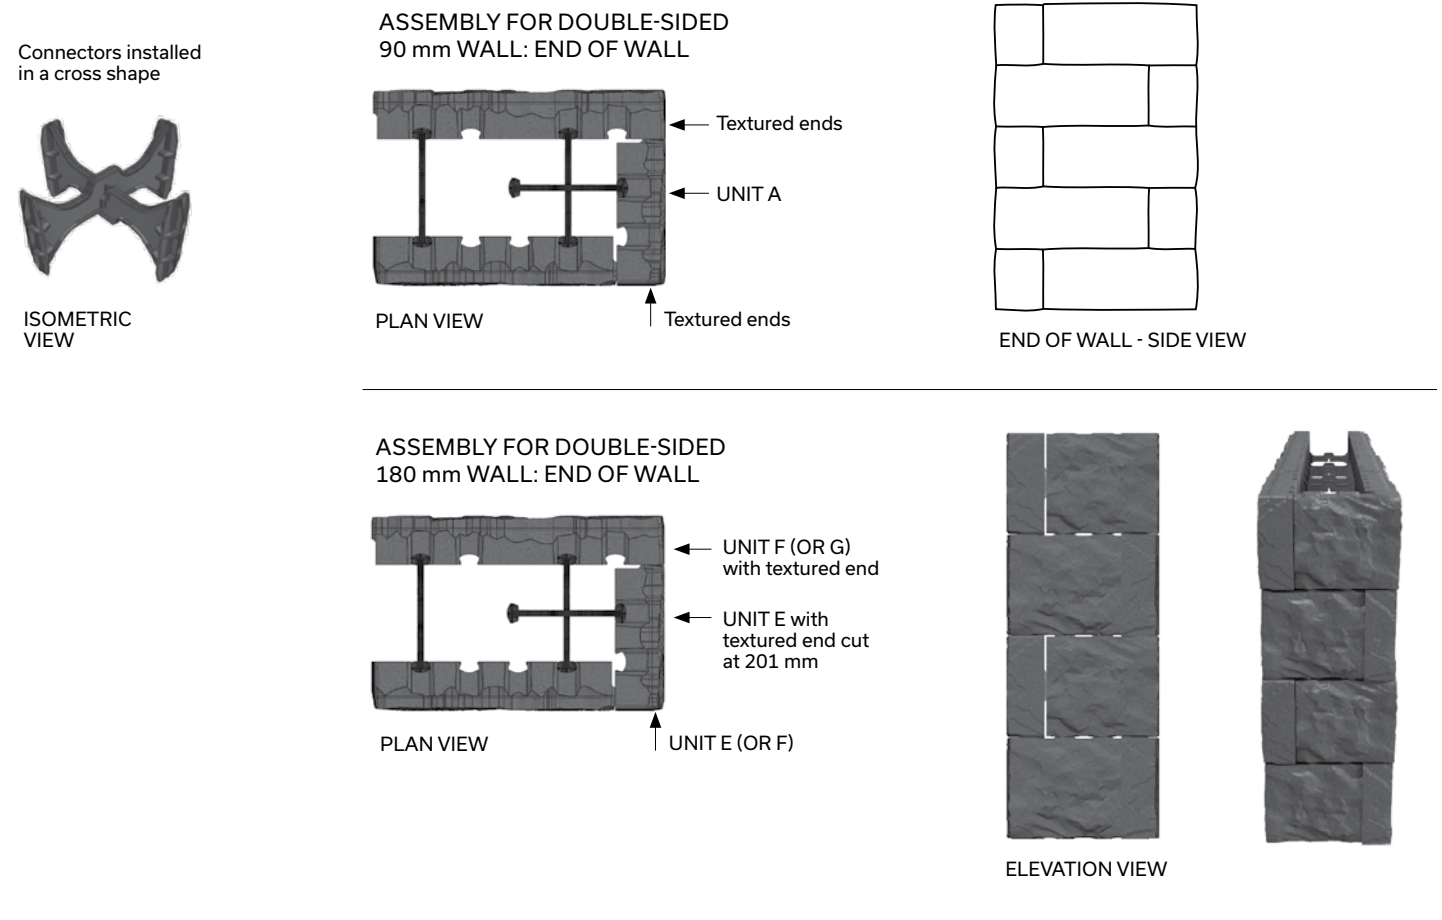 Connectors installed
in a cross shape
ISOMETRIC
VIEW
ASSEMBLY FOR DOUBLE-SIDED
90 mm WALL: END OF WALL
Textured ends
UNIT A
Textured ends
PLAN VIEW
END OF WALL - SIDE VIEW
ASSEMBLY FOR DOUBLE-SIDED
180 mm WALL: END OF WALL
UNIT F (OR G)
with textured end
UNIT E with
textured end cut
at 201 mm
UNIT E (OR F)
PLAN VIEW
ELEVATION VIEW